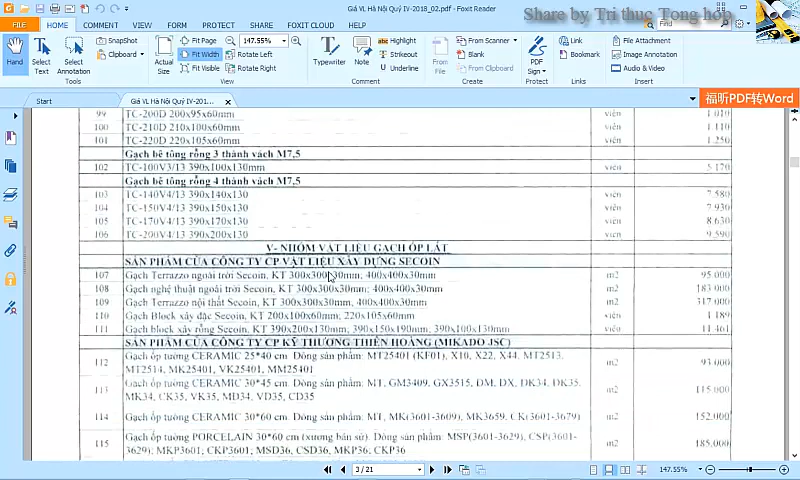 Giá VL Hà Nội Quý IV-2018_02.pdf - Foxit Reader
Share by Tri thuc Tong hop
FILE HOME COMMENT VIEW FORM PROTECT SHARE FOXIT CLOUD HELP Find
Hand
Select Text
Select Annotation
SnapShot
Clipboard
Tools
Actual Size
Fit Page
Fit Width
Fit Visible
147.55%
Rotate Left
Rotate Right
View
Typewriter
Note
Highlight
Strikeout
Underline
Comment
From File
From Scanner
Blank
From Clipboard
Create
PDF Sign
Protect
Link
Bookmark
Links
File Attachment
Image Annotation
Audio & Video
Insert
Start Giá VL Hà Nội Quý IV-201... 福昕PDF转Word
99 TC-200D 200x95x60mm viên 1.010
100 TC-210D 210x100x60mm viên 1.110
101 TC-220D 220x105x60mm viên 1.250
Gạch bê tông rỗng 3 thành vách M7,5
102 TC-100V3/13 390x100x130mm viên 5.170
Gạch bê tông rỗng 4 thành vách M7,5
103 TC-140V4/13 390x140x130 viên 7.580
104 TC-150V4/13 390x150x130 viên 7.930
105 TC-170V4/13 390x170x130 viên 8.630
106 TC-200V4/13 390x200x130 viên 9.590
V- NHÓM VẬT LIỆU GẠCH ỐP LÁT
SẢN PHẨM CỦA CÔNG TY CP VẬT LIỆU XÂY DỰNG SECOIN
107 Gạch Terrazzo ngoài trời Secoin, KT 300x300x30mm; 400x400x30mm m2 95.000
108 Gạch nghệ thuật ngoài trời Secoin, KT 300x300x30mm; 400x400x30mm m2 183.000
109 Gạch Terrazzo nội thất Secoin, KT 300x300x30mm, 400x400x30mm m2 317.000
110 Gạch Block xây đặc Secoin, KT 200x100x60mm; 220x105x60mm viên 1.189
111 Gạch block xây rỗng Secoin, KT 390x200x130mm, 390x150x190mm, 390x100x130mm viên 11.461
SẢN PHẨM CỦA CÔNG TY CP KỸ THƯƠNG THIÊN HOÀNG (MIKADO JSC)
112 Gạch ốp tường CERAMIC 25*40 cm. Dòng sản phẩm: MT25401 (KF01), X10, X22, X44, MT2513, MT2514, MK25401, VK25401, MM25401 m2 93.000
113 Gạch ốp tường CERAMIC 30*45 cm. Dòng sản phẩm: MT, GM3409, GX3515, DM, DX, DK34, DK35, MK34, CK35, VK35, MD34, VD35, CD35 m2 115.000
114 Gạch ốp tường CERAMIC 30*60 cm. Dòng sản phẩm: MT, MK(3601-3609), MK3659, CK(3601-3679) m2 152.000
115 Gạch ốp tường PORCELAIN 30*60 cm (xương bán sứ). Dòng sản phẩm: MSP(3601-3629), CSP(3601-3629); MKP3601; CKP3601; MSD36, CSD36, MKP36, CKP36 m2 185.000
3 / 21 147.55%